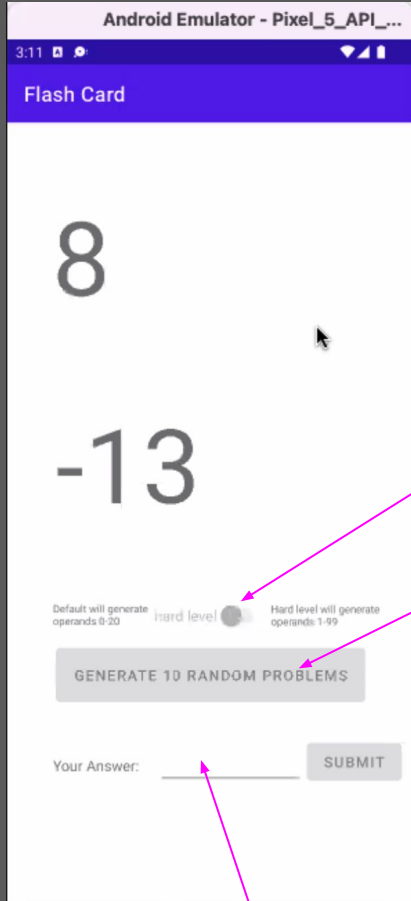 Android Emulator - Pixel_5_API_...
3:11
Flash Card
8
-13
Default will generate
operands 0-20
hard level
Hard level will generate
operands 1-99
GENERATE 10 RANDOM PROBLEMS
Your Answer:
SUBMIT